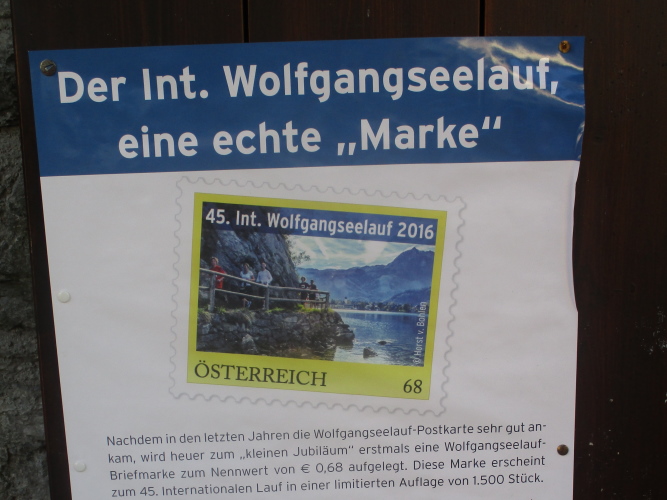 Der Int. Wolfgangseelauf,
eine echte „Marke“
45. Int. Wolfgangseelauf 2016
© Horst v. Bohlen
ÖSTERREICH 68
Nachdem in den letzten Jahren die Wolfgangseelauf-Postkarte sehr gut an-
kam, wird heuer zum „kleinen Jubiläum“ erstmals eine Wolfgangseelauf-
Briefmarke zum Nennwert von € 0,68 aufgelegt. Diese Marke erscheint
zum 45. Internationalen Lauf in einer limitierten Auflage von 1.500 Stück.